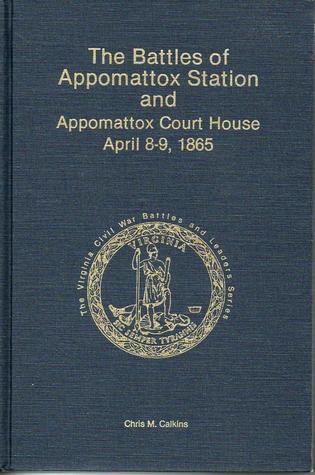 The Battles of
Appomattox Station
and
Appomattox Court House
April 8-9, 1865
The Virginia Civil War Battles and Leaders Series
VIRGINIA
SIC SEMPER TYRANNIS
Chris M. Calkins